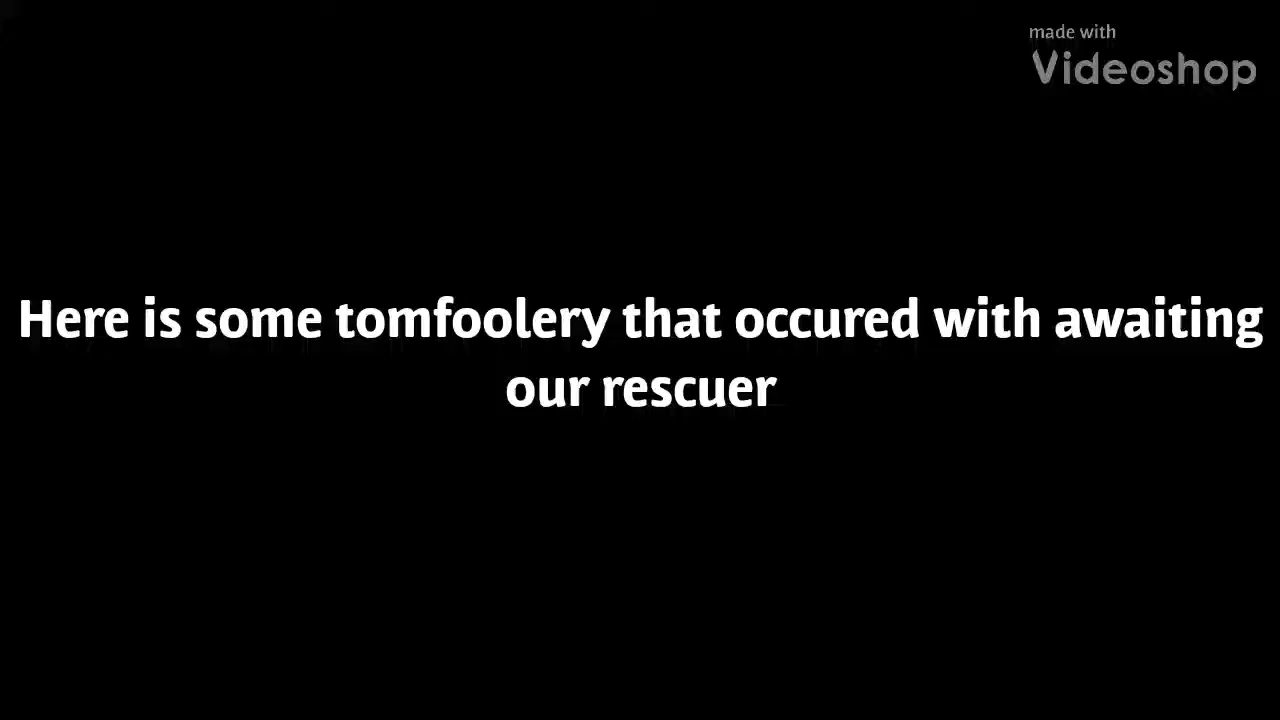 made with
Videoshop
Here is some tomfoolery that occured with awaiting
our rescuer